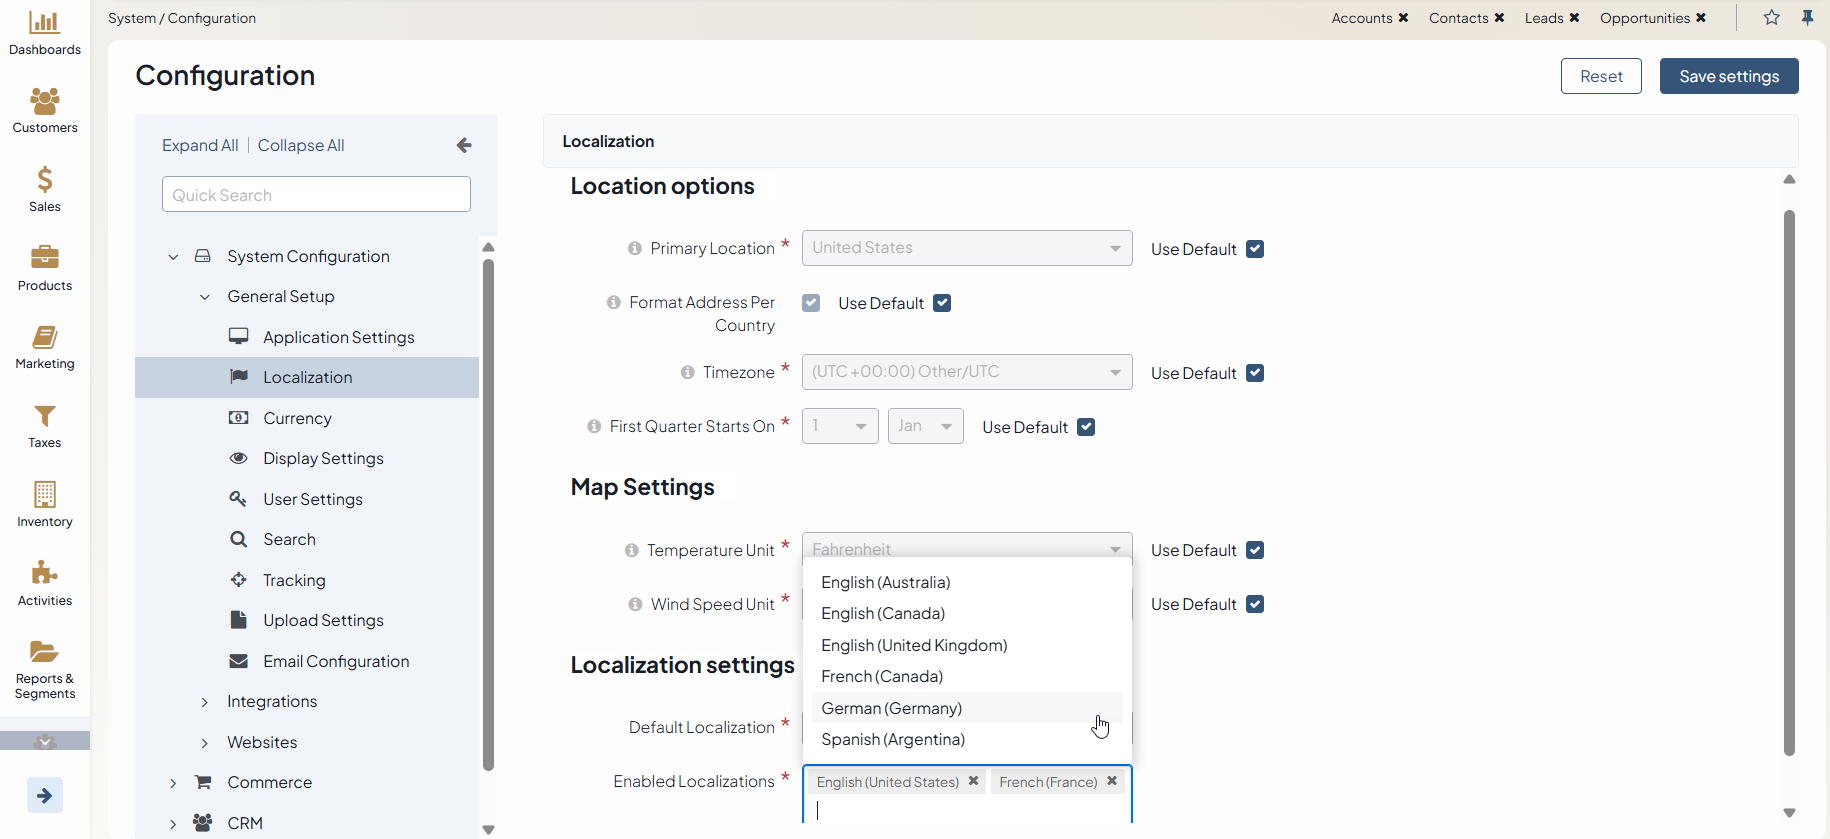 System / Configuration
Accounts ✖ Contacts ✖ Leads ✖ Opportunities ✖
Dashboards
Customers
Sales
Products
Marketing
Taxes
Inventory
Activities
Reports &
Segments
Configuration
Reset
Save settings
Expand All | Collapse All
Quick Search
System Configuration
General Setup
Application Settings
Localization
Currency
Display Settings
User Settings
Search
Tracking
Upload Settings
Email Configuration
Integrations
Websites
Commerce
CRM
Localization
Location options
Primary Location * United States Use Default
Format Address Per
Country
Use Default
Timezone * (UTC +00:00) Other/UTC Use Default
First Quarter Starts On * 1 Jan Use Default
Map Settings
Temperature Unit * Fahrenheit Use Default
Wind Speed Unit * Use Default
Localization settings
Default Localization *
English (Australia)
English (Canada)
English (United Kingdom)
French (Canada)
German (Germany)
Spanish (Argentina)
Enabled Localizations * English (United States) ✖ French (France) ✖